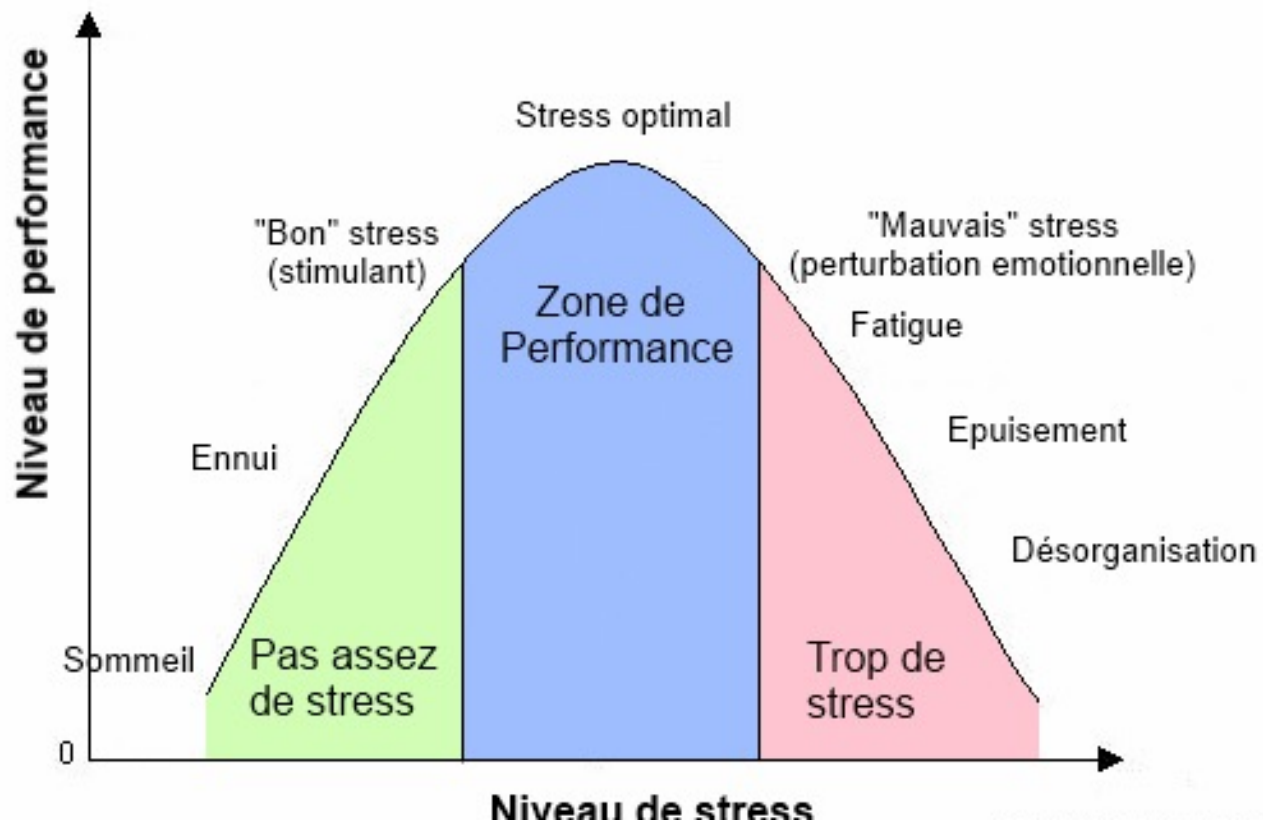 Niveau de performance
Stress optimal
"Bon" stress
(stimulant)
"Mauvais" stress
(perturbation emotionnelle)
Zone de
Performance
Fatigue
Ennui
Epuisement
Désorganisation
Sommeil
Pas assez
de stress
Trop de
stress
0
Niveau de stress